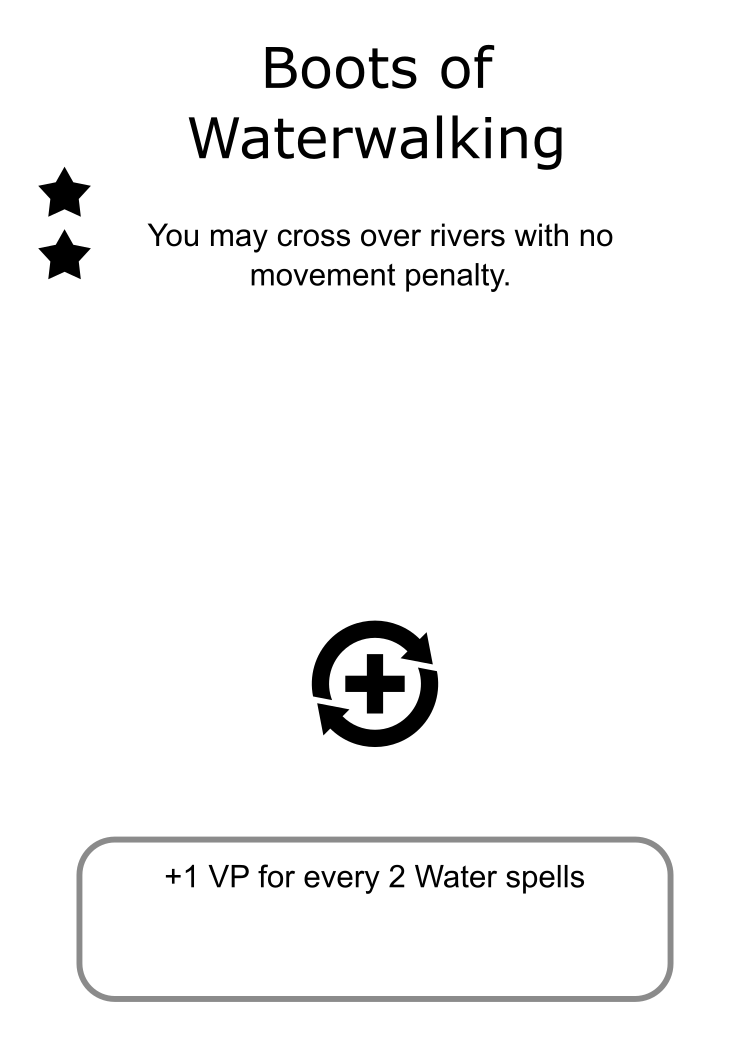 Boots of
Waterwalking
You may cross over rivers with no
movement penalty.
+1 VP for every 2 Water spells